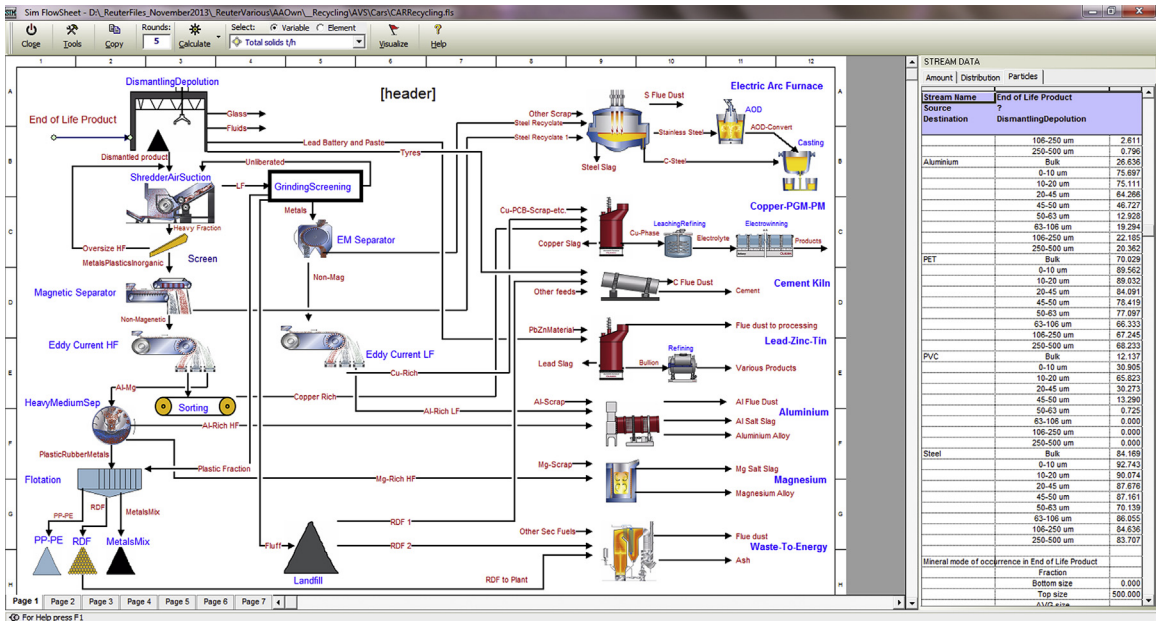 Sim FlowSheet - D:\_ReuterFiles_November2013\_ReuterVarious\AAOwn\__Recycling\AVS\Cars\CARRecycling.fls
Close Tools Copy Rounds: 5 Calculate Select: Variable Element Total solids t/h Visualize Help
1 2 3 4 5 6 7 8 9 10 11 12
DismantlingDepolution
[header]
Electric Arc Furnace
End of Life Product
Glass
Fluids
Lead Battery and Paste
Tyres
Dismantled product
Unliberated
ShredderAirSuction
LF
GrindingScreening
Metals
Heavy Fraction
Oversize HF
Screen
MetalsPlasticsInorganic
EM Separator
Non-Mag
Magnetic Separator
Non-Magenetic
Eddy Current HF
Eddy Current LF
Cu-Rich
Al-Mg
Copper Rich
HeavyMediumSep
Sorting
Al-Rich LF
Al-Rich HF
PlasticRubberMetals
Plastic Fraction
Flotation
Mg-Rich HF
PP-PE
RDF
MetalsMix
RDF 1
RDF 2
Fluff
PP-PE RDF MetalsMix
Landfill
RDF to Plant
Other Scrap
Steel Recyclate
Steel Recyclate 1
S Flue Dust
AOD
Stainless Steel
AOD-Convert
Casting
C-Steel
Steel Slag
Copper-PGM-PM
Cu-PCB-Scrap-etc.
LeachingRefining
Electrowinning
Cu-Phase
Electrolyte
Products
Copper Slag
C Flue Dust
Cement Kiln
Other feeds
Cement
PbZnMaterial
Flue dust to processing
Lead-Zinc-Tin
Refining
Lead Slag
Bullion
Various Products
Al-Scrap
Al Flue Dust
Aluminium
Al Salt Slag
Aluminium Alloy
Mg-Scrap
Mg Salt Slag
Magnesium
Magnesium Alloy
Other Sec Fuels
Flue dust
Waste-To-Energy
Ash
Page 1 Page 2 Page 3 Page 4 Page 5 Page 6 Page 7
For Help press F1
STREAM DATA
Amount Distribution Particles
Stream Name End of Life Product
Source ?
Destination DismantlingDepolution
106-250 um 2.611
250-500 um 0.796
Aluminium Bulk 26.636
0-10 um 75.697
10-20 um 75.111
20-45 um 64.266
45-50 um 46.727
50-63 um 12.928
63-106 um 19.294
106-250 um 22.185
250-500 um 20.362
PET Bulk 70.029
0-10 um 89.562
10-20 um 89.032
20-45 um 84.091
45-50 um 78.419
50-63 um 77.097
63-106 um 66.333
106-250 um 67.245
250-500 um 68.233
PVC Bulk 12.137
0-10 um 30.905
10-20 um 65.823
20-45 um 30.273
45-50 um 13.290
50-63 um 0.725
63-106 um 0.000
106-250 um 0.000
250-500 um 0.000
Steel Bulk 84.169
0-10 um 92.743
10-20 um 90.074
20-45 um 87.676
45-50 um 87.161
50-63 um 70.139
63-106 um 86.055
106-250 um 84.636
250-500 um 83.707
Mineral mode of occurrence in End of Life Product
Fraction
Bottom size 0.000
Top size 500.000
AVG size